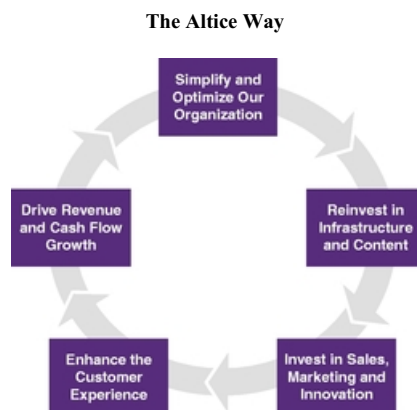 The Altice Way
Simplify and
Optimize Our
Organization
Reinvest in
Infrastructure
and Content
Invest in Sales,
Marketing and
Innovation
Enhance the
Customer
Experience
Drive Revenue
and Cash Flow
Growth